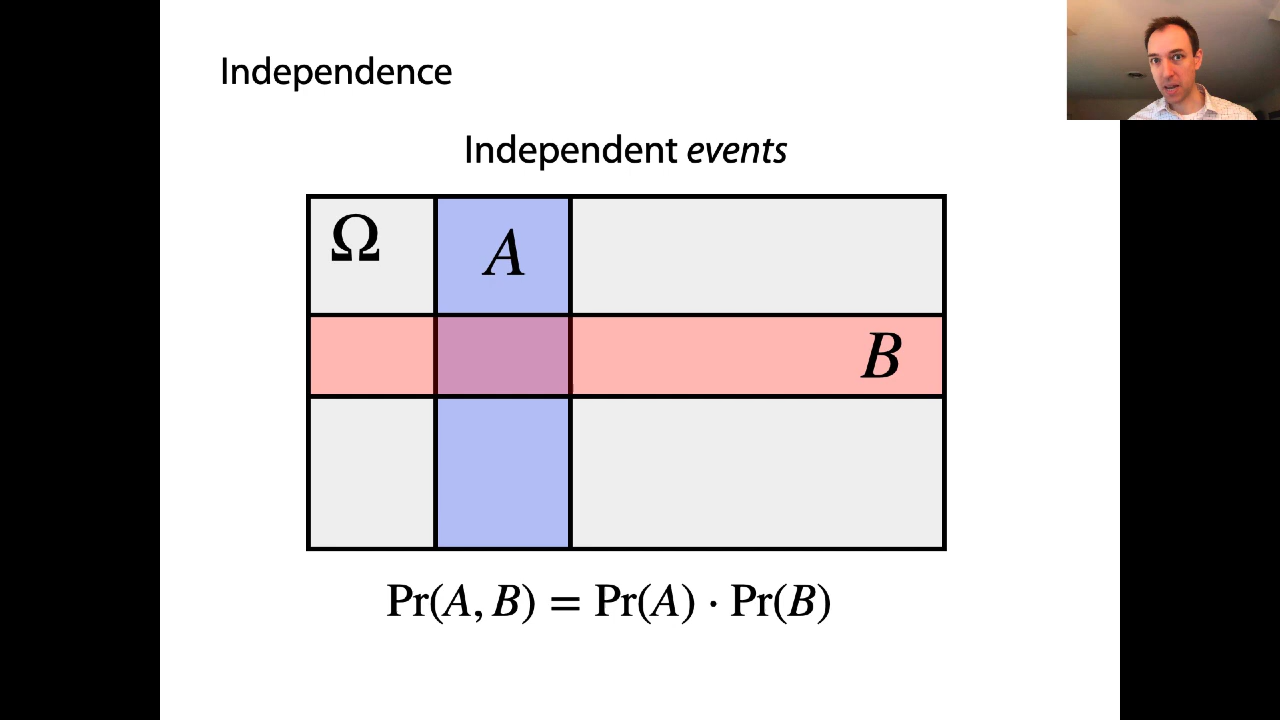 Independence
Independent events
Ω
A
B
Pr(A, B) = Pr(A) · Pr(B)